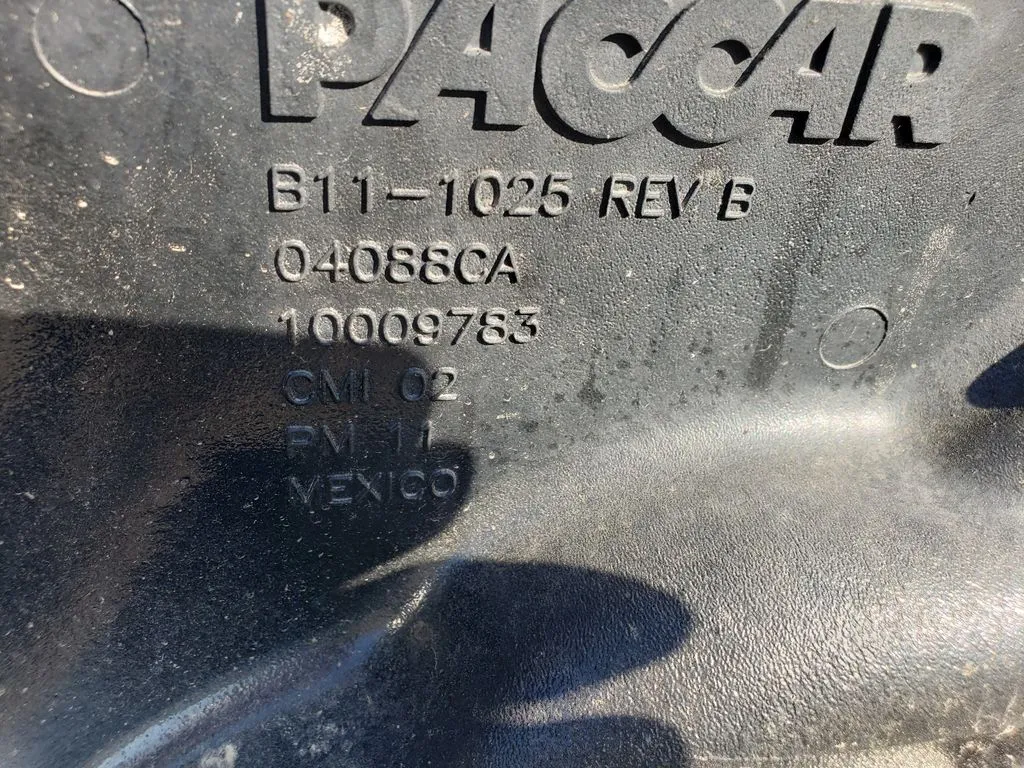 PACCAR
B11-1025 REV B
04088CA
10009783
CMI 02
PM 11
MEXICO